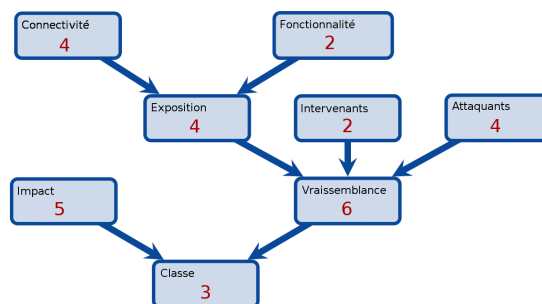 Connectivité
4
Fonctionnalité
2
Exposition
4
Intervenants
2
Attaquants
4
Impact
5
Vraissemblance
6
Classe
3